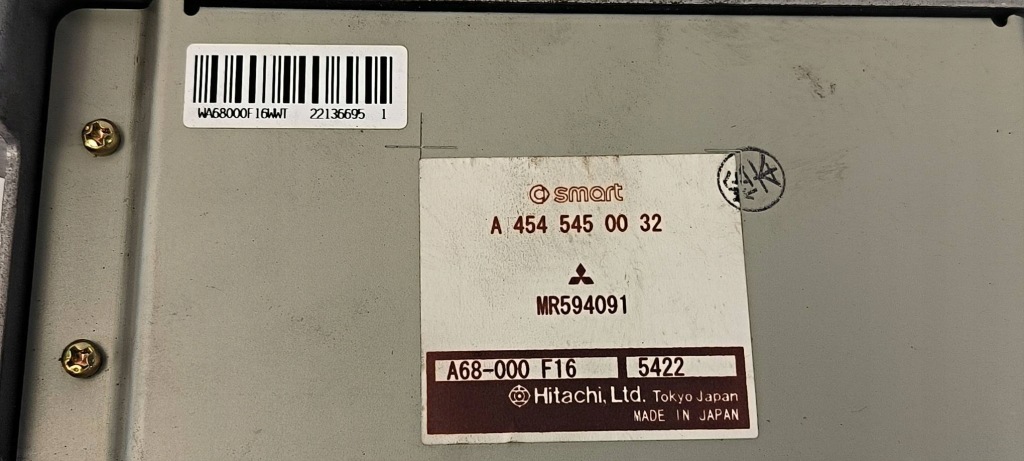 WA68000F16WWT 22136695 1
smart
A 454 545 00 32
MR594091
A68-000 F16 5422
Hitachi, Ltd. Tokyo Japan
MADE IN JAPAN